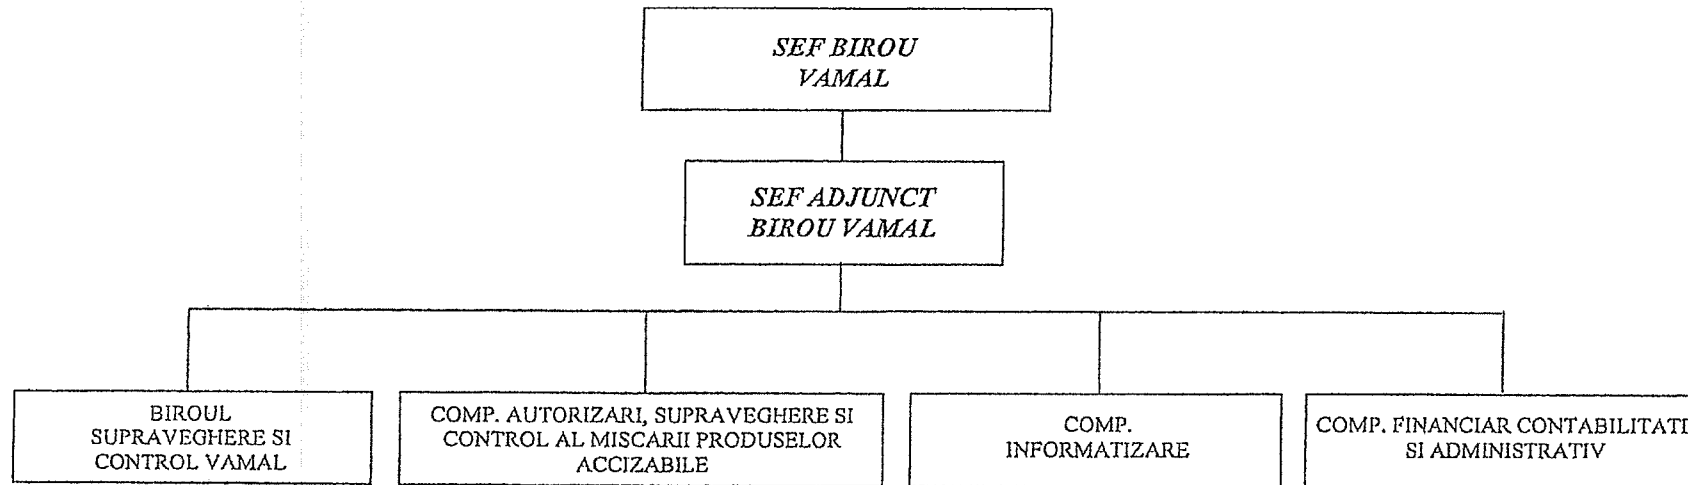 SEF BIROU
VAMAL
SEF ADJUNCT
BIROU VAMAL
BIROUL
SUPRAVEGHERE SI
CONTROL VAMAL
COMP. AUTORIZARI, SUPRAVEGHERE SI
CONTROL AL MISCARII PRODUSELOR
ACCIZABILE
COMP.
INFORMATIZARE
COMP. FINANCIAR CONTABILITATE
SI ADMINISTRATIV